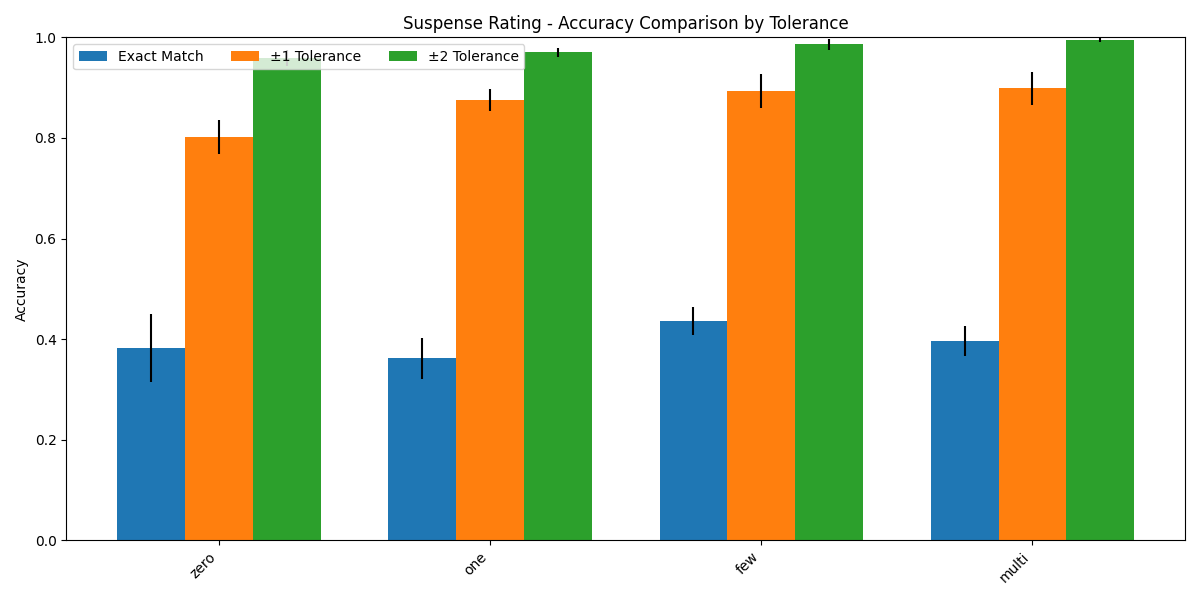 Suspense Rating - Accuracy Comparison by Tolerance
Exact Match ±1 Tolerance ±2 Tolerance
Accuracy
1.0
0.8
0.6
0.4
0.2
0.0
zero one few multi